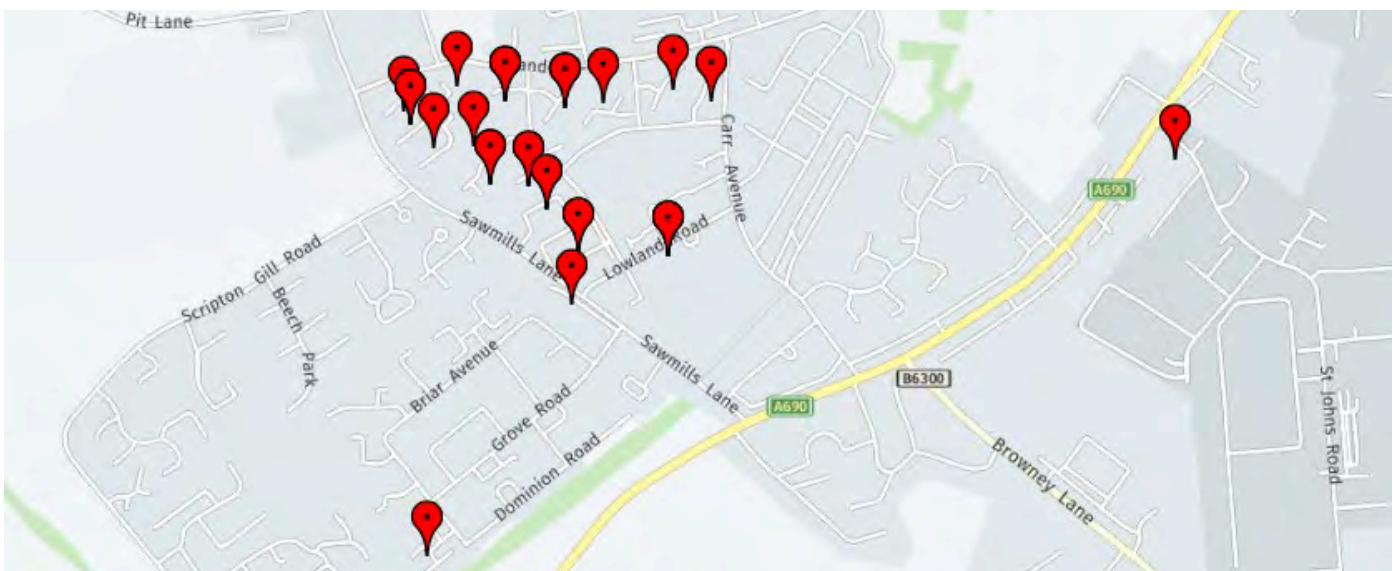 Pit Lane
A690
Carr Avenue
Sawmills Lane
Lowland Road
Scripton Gill Road
Beech Park
Briar Avenue
Sawmills Lane
B6300
St Johns Road
A690
Grove Road
Dominion Road
Browney Lane